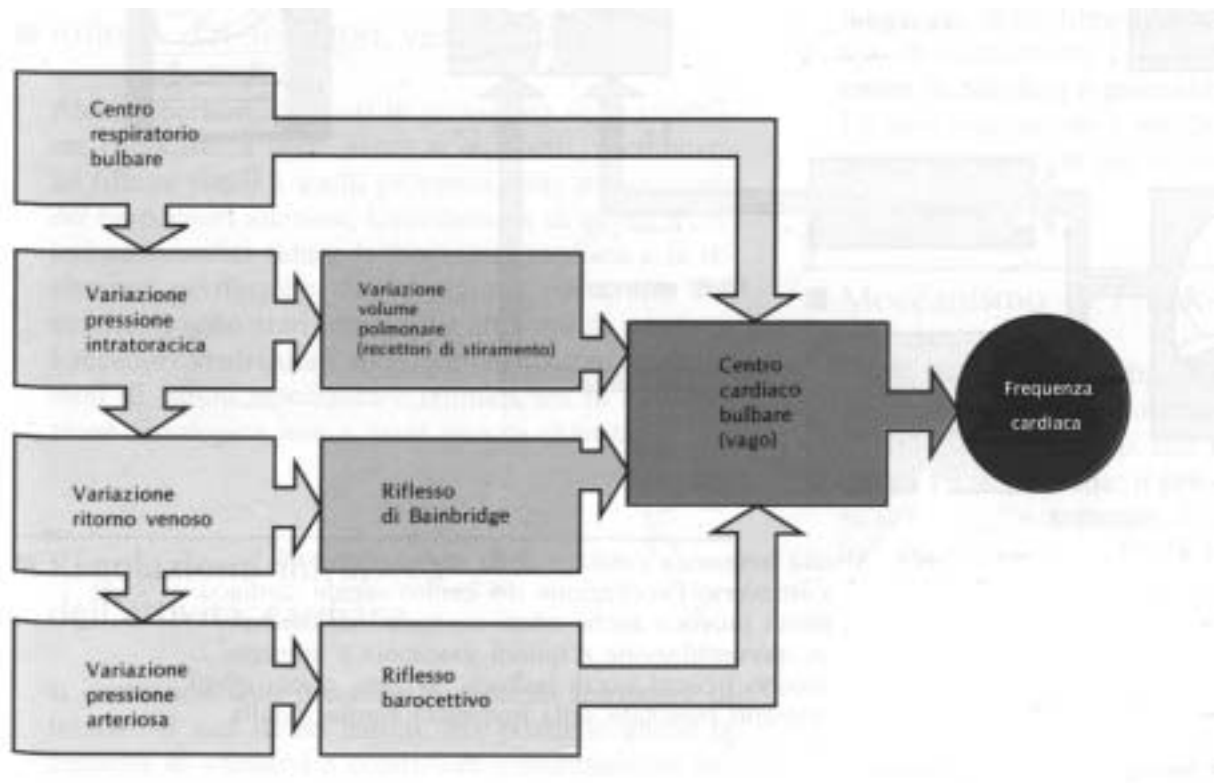 Centro
respiratorio
bulbare
Variazione
pressione
intratoracica
Variazione
volume
polmonare
(recettori di stiramento)
Centro
cardiaco
bulbare
(vago)
Frequenza
cardiaca
Variazione
ritorno venoso
Riflesso
di Bainbridge
Variazione
pressione
arteriosa
Riflesso
barocettivo